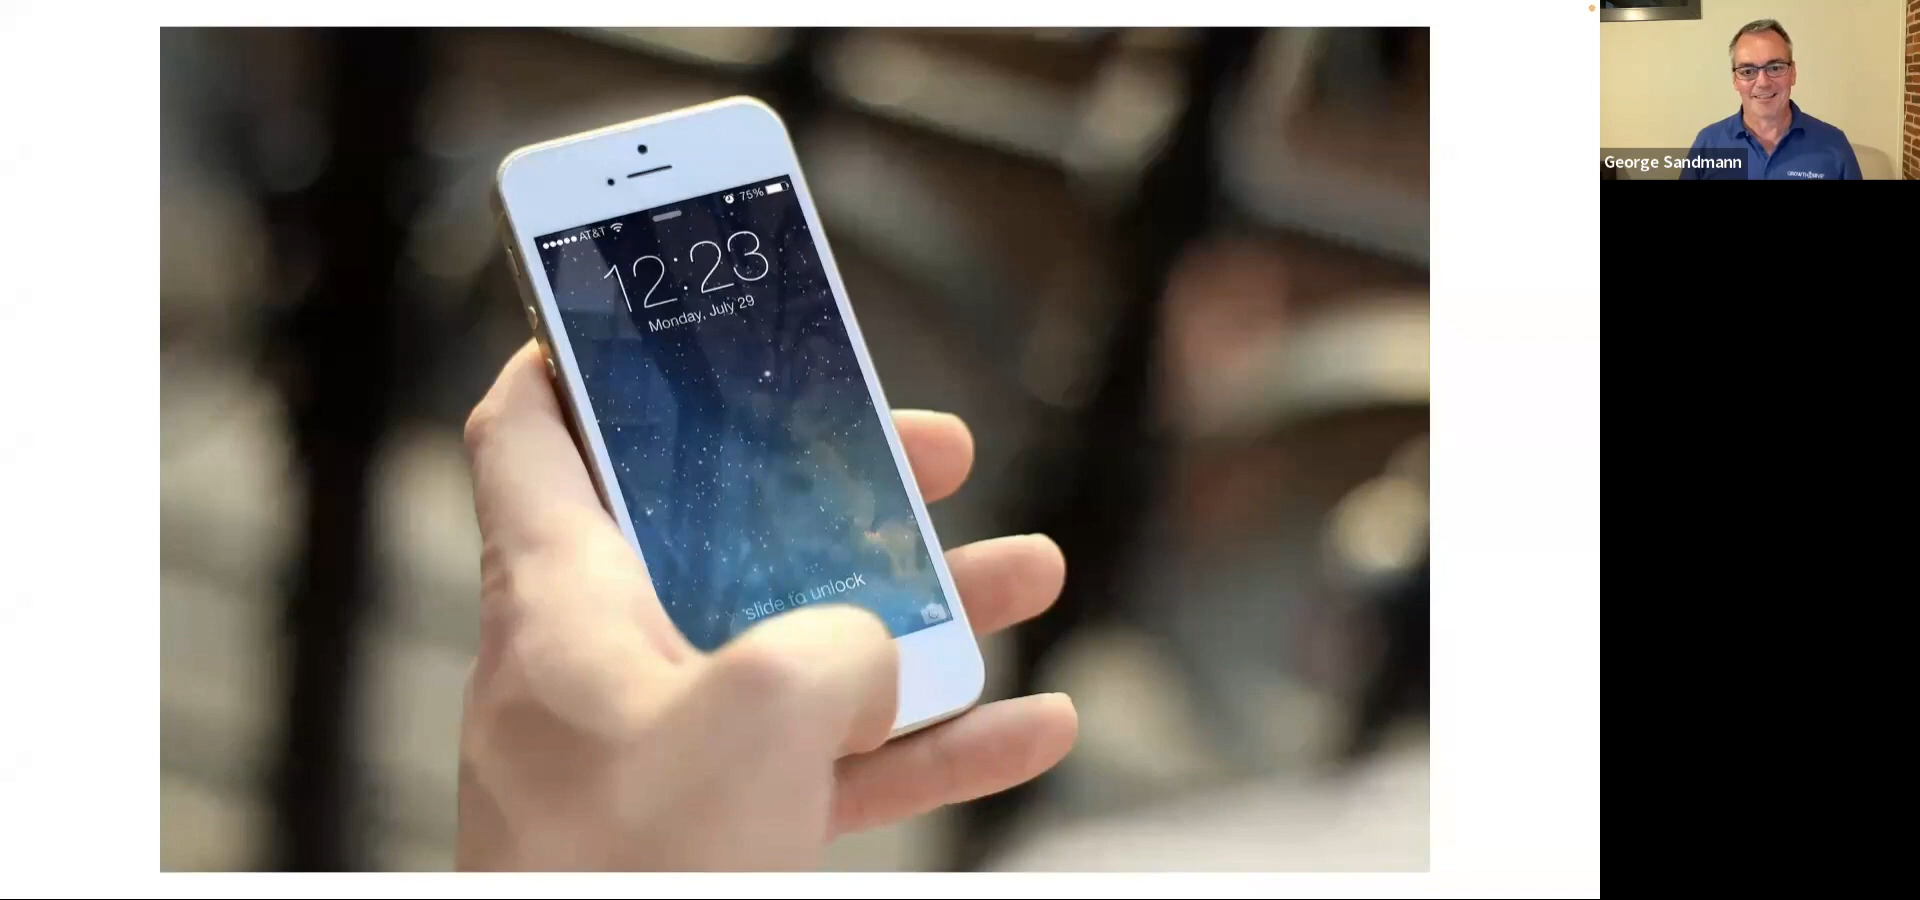 ●●●●● AT&T 75%
12:23
Monday, July 29
slide to unlock
George Sandmann